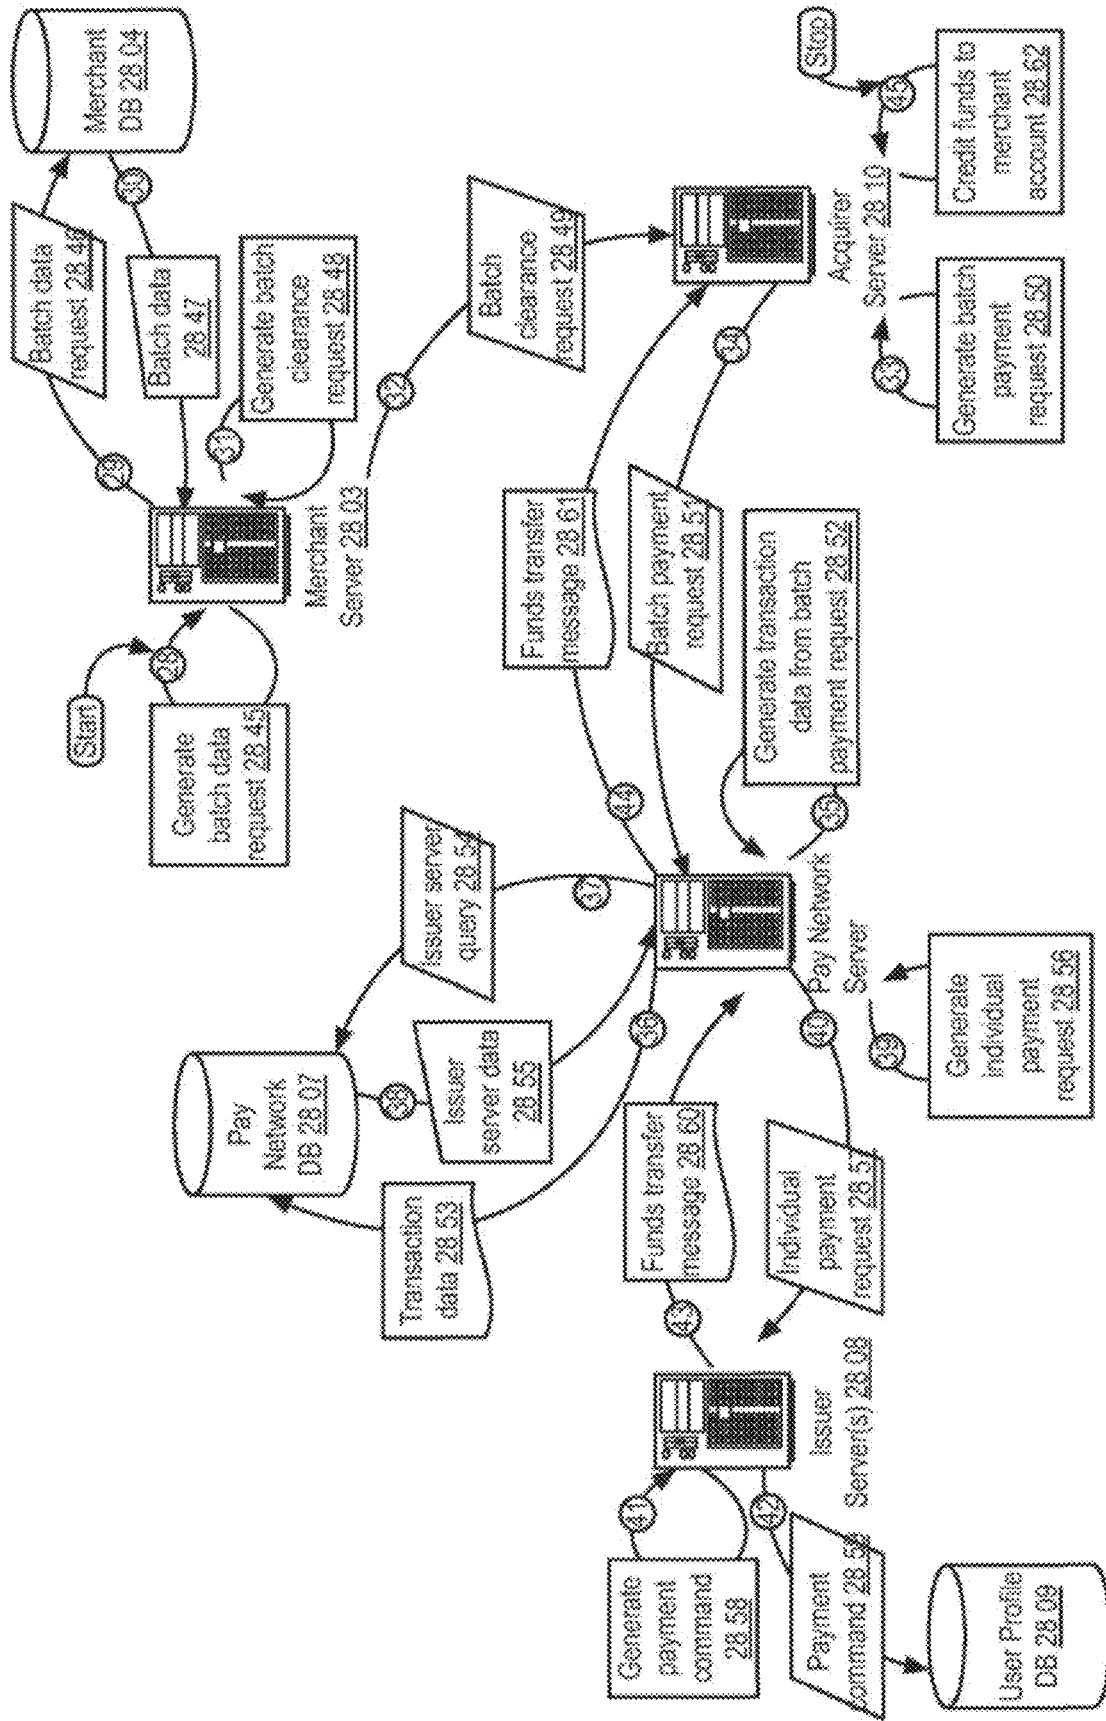 Start
28
Generate
batch data
request 28 45
Merchant
Server 28 03
29
Batch data
request 28 46
Merchant
DB 28 04
30
Batch data
28 47
31
Generate batch
clearance
request 28 48
32
Batch
clearance
request 28 49
Acquirer
Server 28 10
33
Generate batch
payment
request 28 50
34
Batch payment
request 28 51
Pay Network
Server
35
Generate transaction
data from batch
payment request 28 52
36
Transaction
data 28 53
Pay
Network
DB 28 07
37
Issuer server
query 28 54
38
Issuer
server data
28 55
39
Generate
individual
payment
request 28 56
40
Individual
payment
request 28 57
Issuer
Server(s) 28 08
41
Generate
payment
command
28 58
42
Payment
command 28 59
User Profile
DB 28 09
43
Funds transfer
message 28 60
44
Funds transfer
message 28 61
45
Credit funds to
merchant
account 28 62
Stop